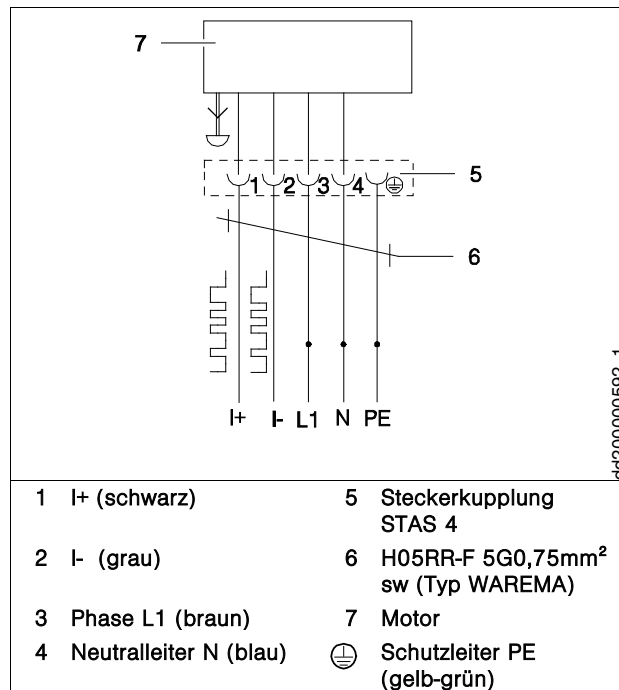 7
1 2 3 4
5
6
I+ I- L1 N PE
dd200000592_1
1 I+ (schwarz)
5 Steckerkupplung
STAS 4
2 I- (grau)
6 H05RR-F 5G0,75mm²
sw (Typ WAREMA)
3 Phase L1 (braun)
7 Motor
4 Neutralleiter N (blau)
Schutzleiter PE
(gelb-grün)